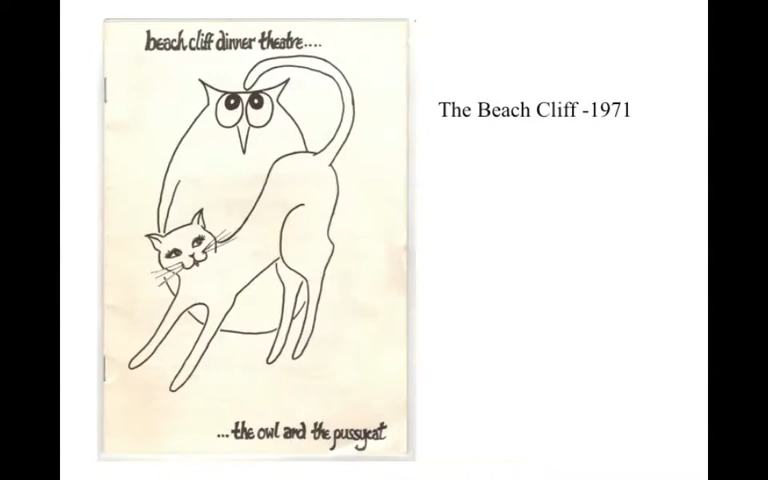 beach cliff dinner theatre....
The Beach Cliff -1971
...the owl and the pussycat